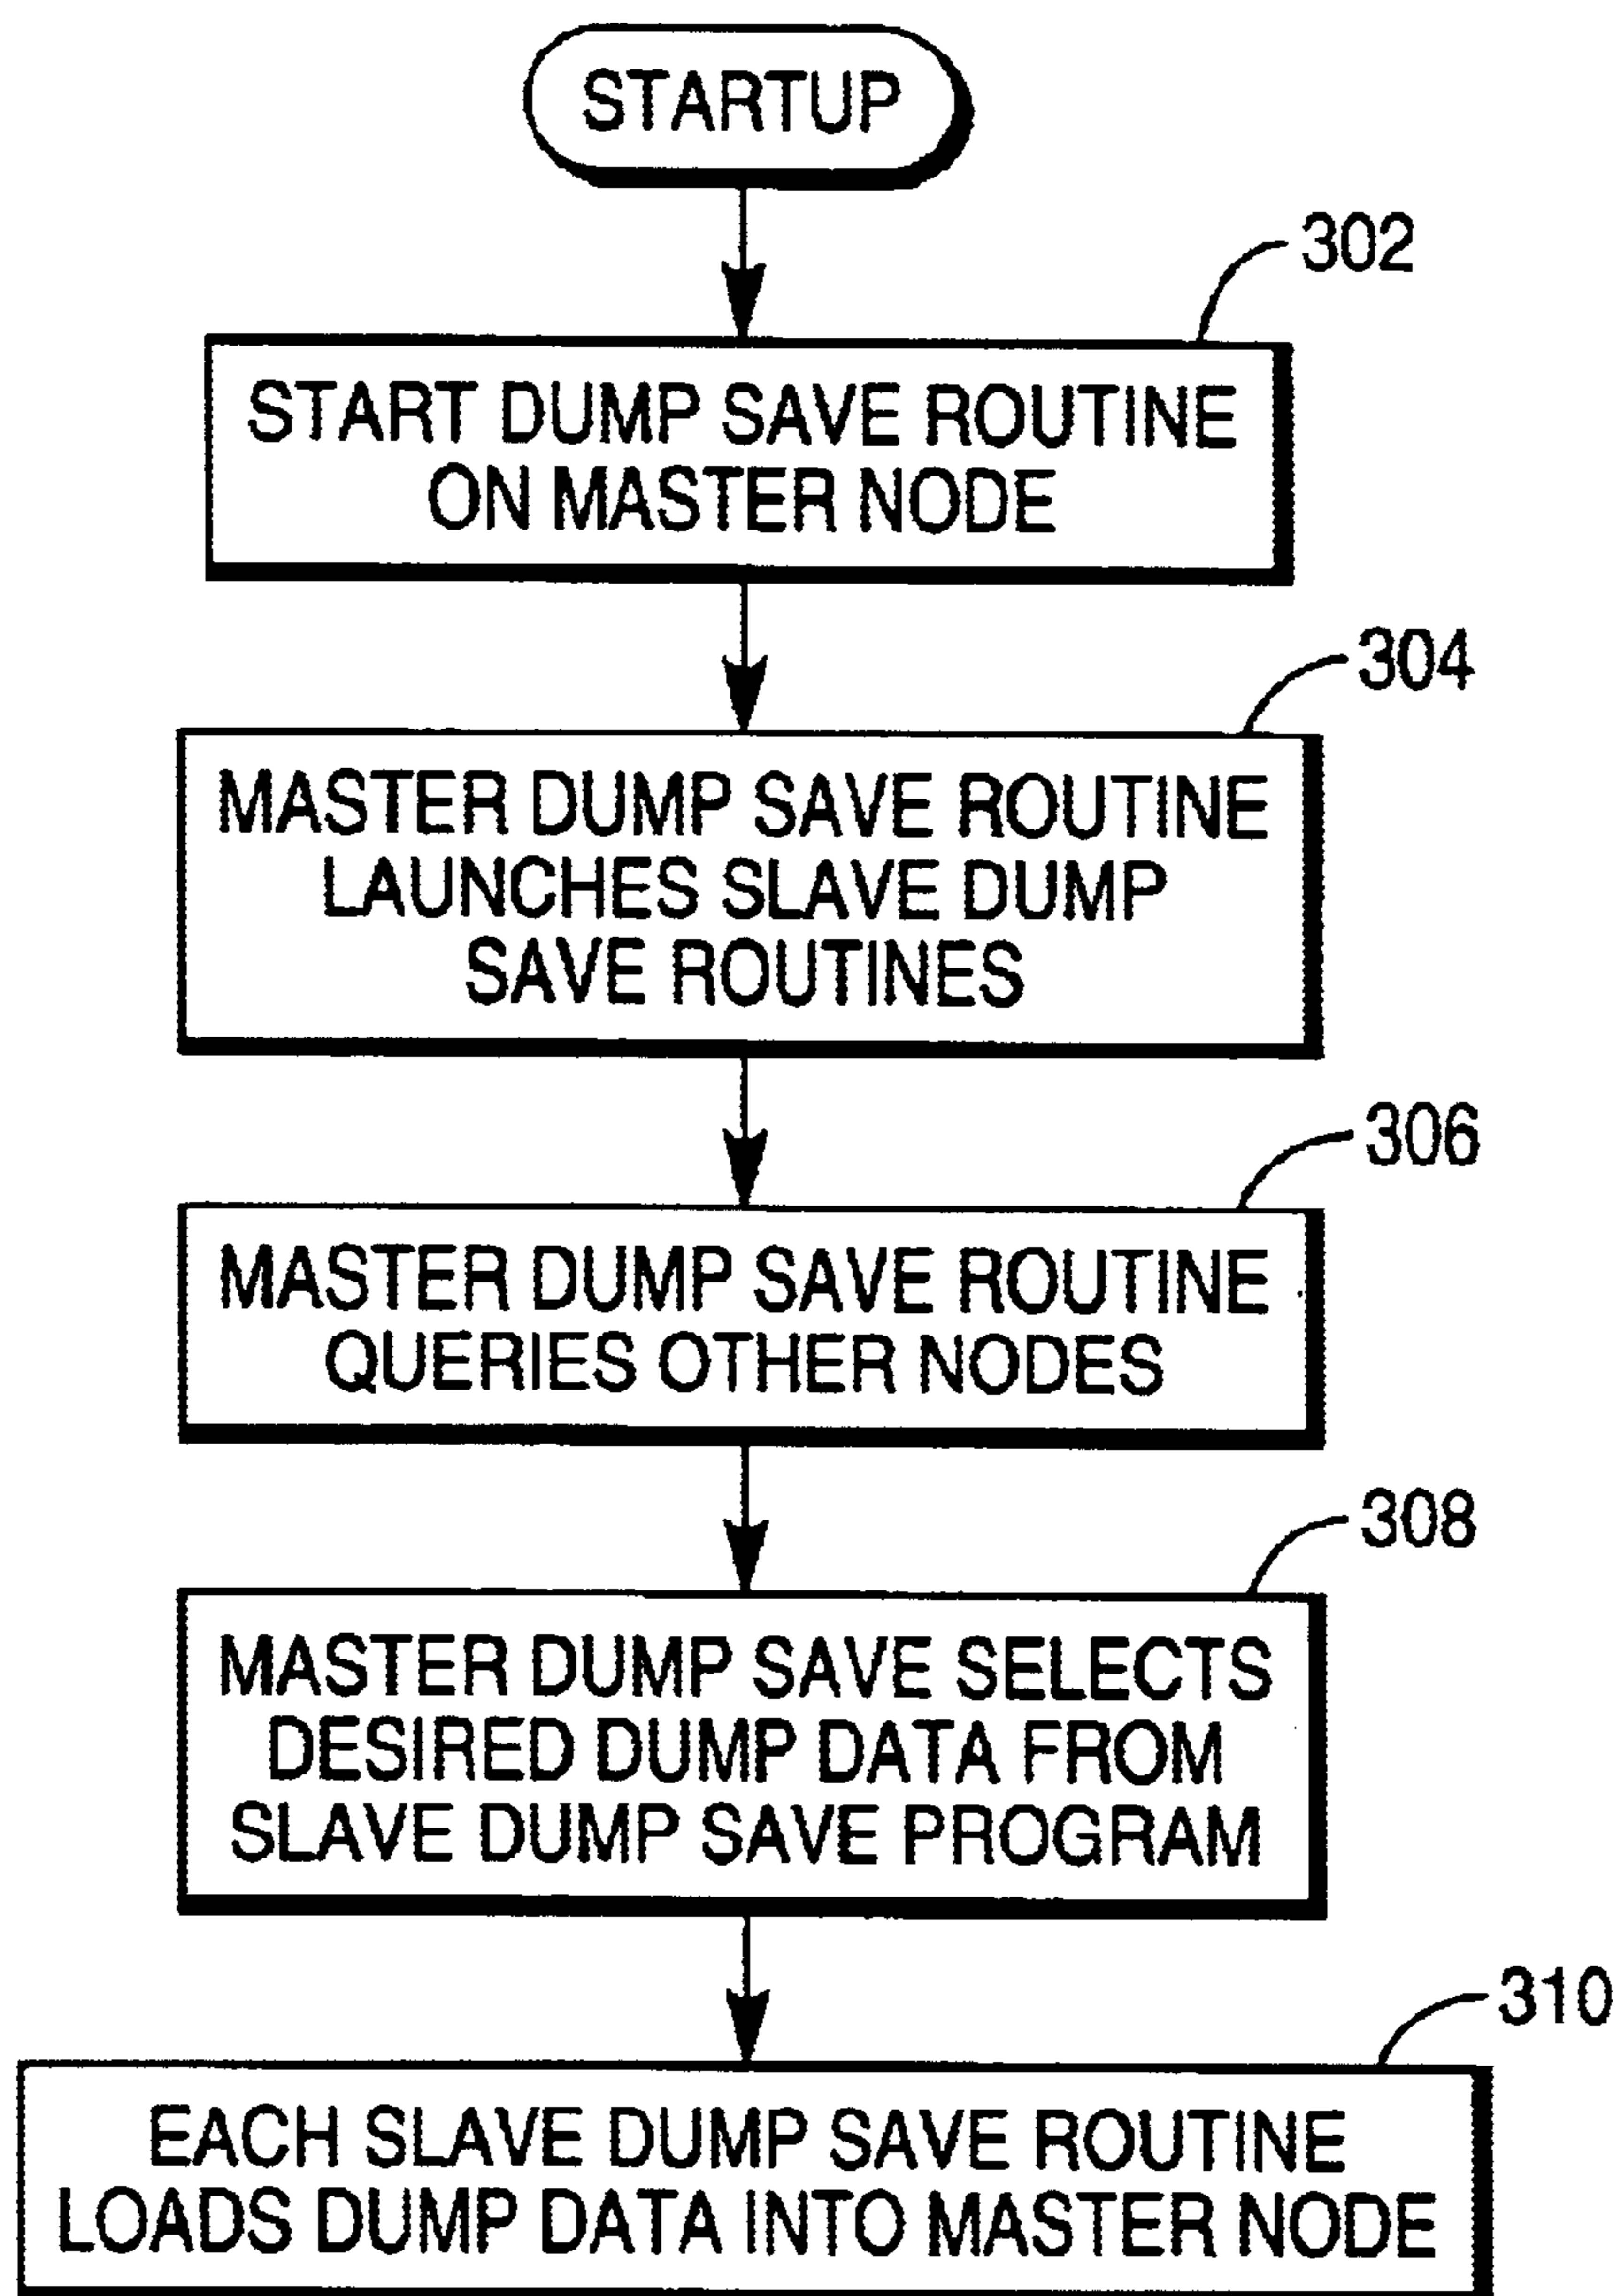 STARTUP
302
START DUMP SAVE ROUTINE
ON MASTER NODE
304
MASTER DUMP SAVE ROUTINE
LAUNCHES SLAVE DUMP
SAVE ROUTINES
306
MASTER DUMP SAVE ROUTINE
QUERIES OTHER NODES
308
MASTER DUMP SAVE SELECTS
DESIRED DUMP DATA FROM
SLAVE DUMP SAVE PROGRAM
310
EACH SLAVE DUMP SAVE ROUTINE
LOADS DUMP DATA INTO MASTER NODE